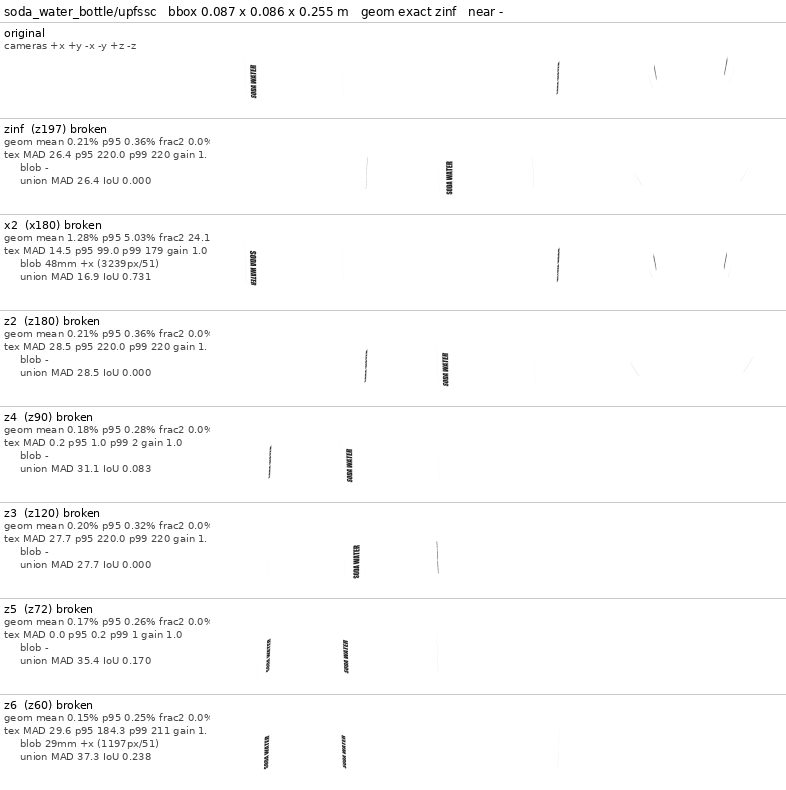 soda_water_bottle/upfssc bbox 0.087 x 0.086 x 0.255 m geom exact zinf near -
original
cameras +x +y -x -y +z -z
SODA WATER
zinf (z197) broken
geom mean 0.21% p95 0.36% frac2 0.0%
tex MAD 26.4 p95 220.0 p99 220 gain 1.
blob -
union MAD 26.4 IoU 0.000
SODA WATER
x2 (x180) broken
geom mean 1.28% p95 5.03% frac2 24.1
tex MAD 14.5 p95 99.0 p99 179 gain 1.0
blob 48mm +x (3239px/51)
union MAD 16.9 IoU 0.731
SODA WATER
z2 (z180) broken
geom mean 0.21% p95 0.36% frac2 0.0%
tex MAD 28.5 p95 220.0 p99 220 gain 1.
blob -
union MAD 28.5 IoU 0.000
SODA WATER
z4 (z90) broken
geom mean 0.18% p95 0.28% frac2 0.0%
tex MAD 0.2 p95 1.0 p99 2 gain 1.0
blob -
union MAD 31.1 IoU 0.083
SODA WATER
z3 (z120) broken
geom mean 0.20% p95 0.32% frac2 0.0%
tex MAD 27.7 p95 220.0 p99 220 gain 1.
blob -
union MAD 27.7 IoU 0.000
SODA WATER
z5 (z72) broken
geom mean 0.17% p95 0.26% frac2 0.0%
tex MAD 0.0 p95 0.2 p99 1 gain 1.0
blob -
union MAD 35.4 IoU 0.170
SODA WATER
SODA WATER
z6 (z60) broken
geom mean 0.15% p95 0.25% frac2 0.0%
tex MAD 29.6 p95 184.3 p99 211 gain 1.
blob 29mm +x (1197px/51)
union MAD 37.3 IoU 0.238
SODA WATER
SODA WATER